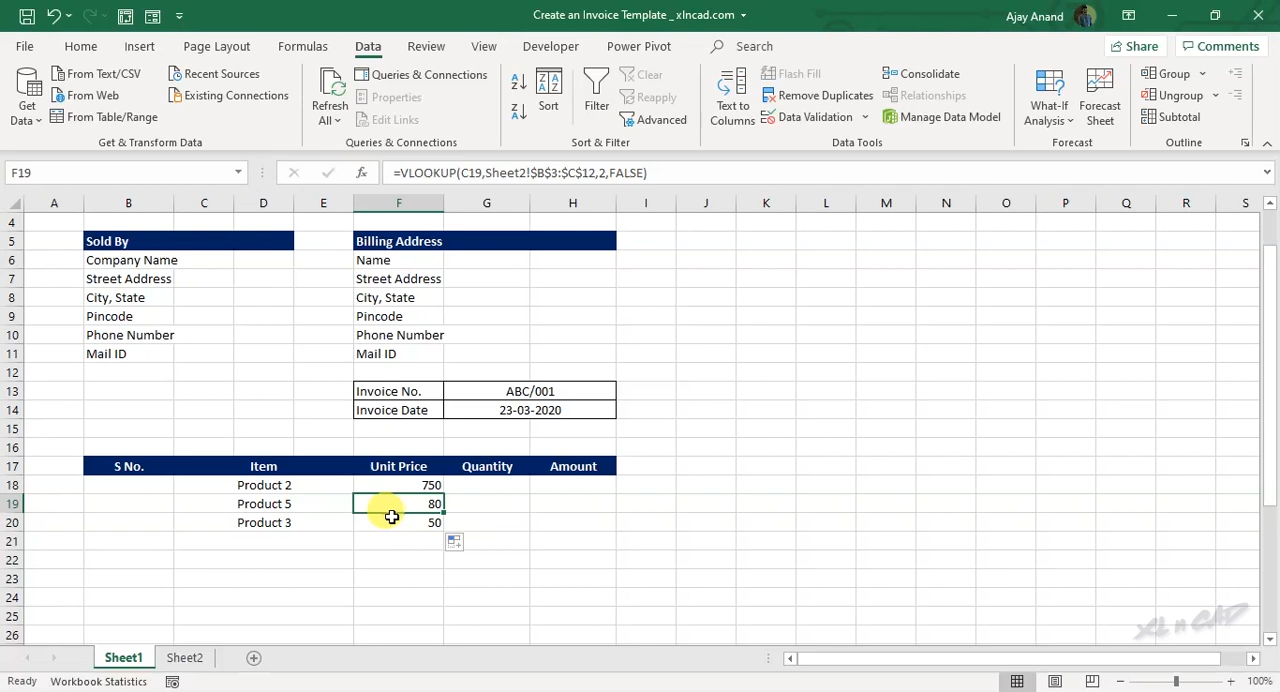 Create an Invoice Template _ xlncad.com
Ajay Anand
File Home Insert Page Layout Formulas Data Review View Developer Power Pivot Search Share Comments
Get Data
From Text/CSV
From Web
From Table/Range
Recent Sources
Existing Connections
Get & Transform Data
Refresh All
Queries & Connections
Properties
Edit Links
Queries & Connections
Sort
Filter
Clear
Reapply
Advanced
Sort & Filter
Text to Columns
Flash Fill
Remove Duplicates
Data Validation
Consolidate
Relationships
Manage Data Model
Data Tools
What-If Analysis
Forecast Sheet
Forecast
Group
Ungroup
Subtotal
Outline
F19 fx =VLOOKUP(C19,Sheet2!$B$3:$C$12,2,FALSE)
A B C D E F G H I J K L M N O P Q R S
4
5 Sold By Billing Address
6 Company Name Name
7 Street Address Street Address
8 City, State City, State
9 Pincode Pincode
10 Phone Number Phone Number
11 Mail ID Mail ID
12
13 Invoice No. ABC/001
14 Invoice Date 23-03-2020
15
16
17 S No. Item Unit Price Quantity Amount
18 Product 2 750
19 Product 5 80
20 Product 3 50
21
22
23
24
25
26
XL n CAD
Sheet1 Sheet2
Ready Workbook Statistics 100%